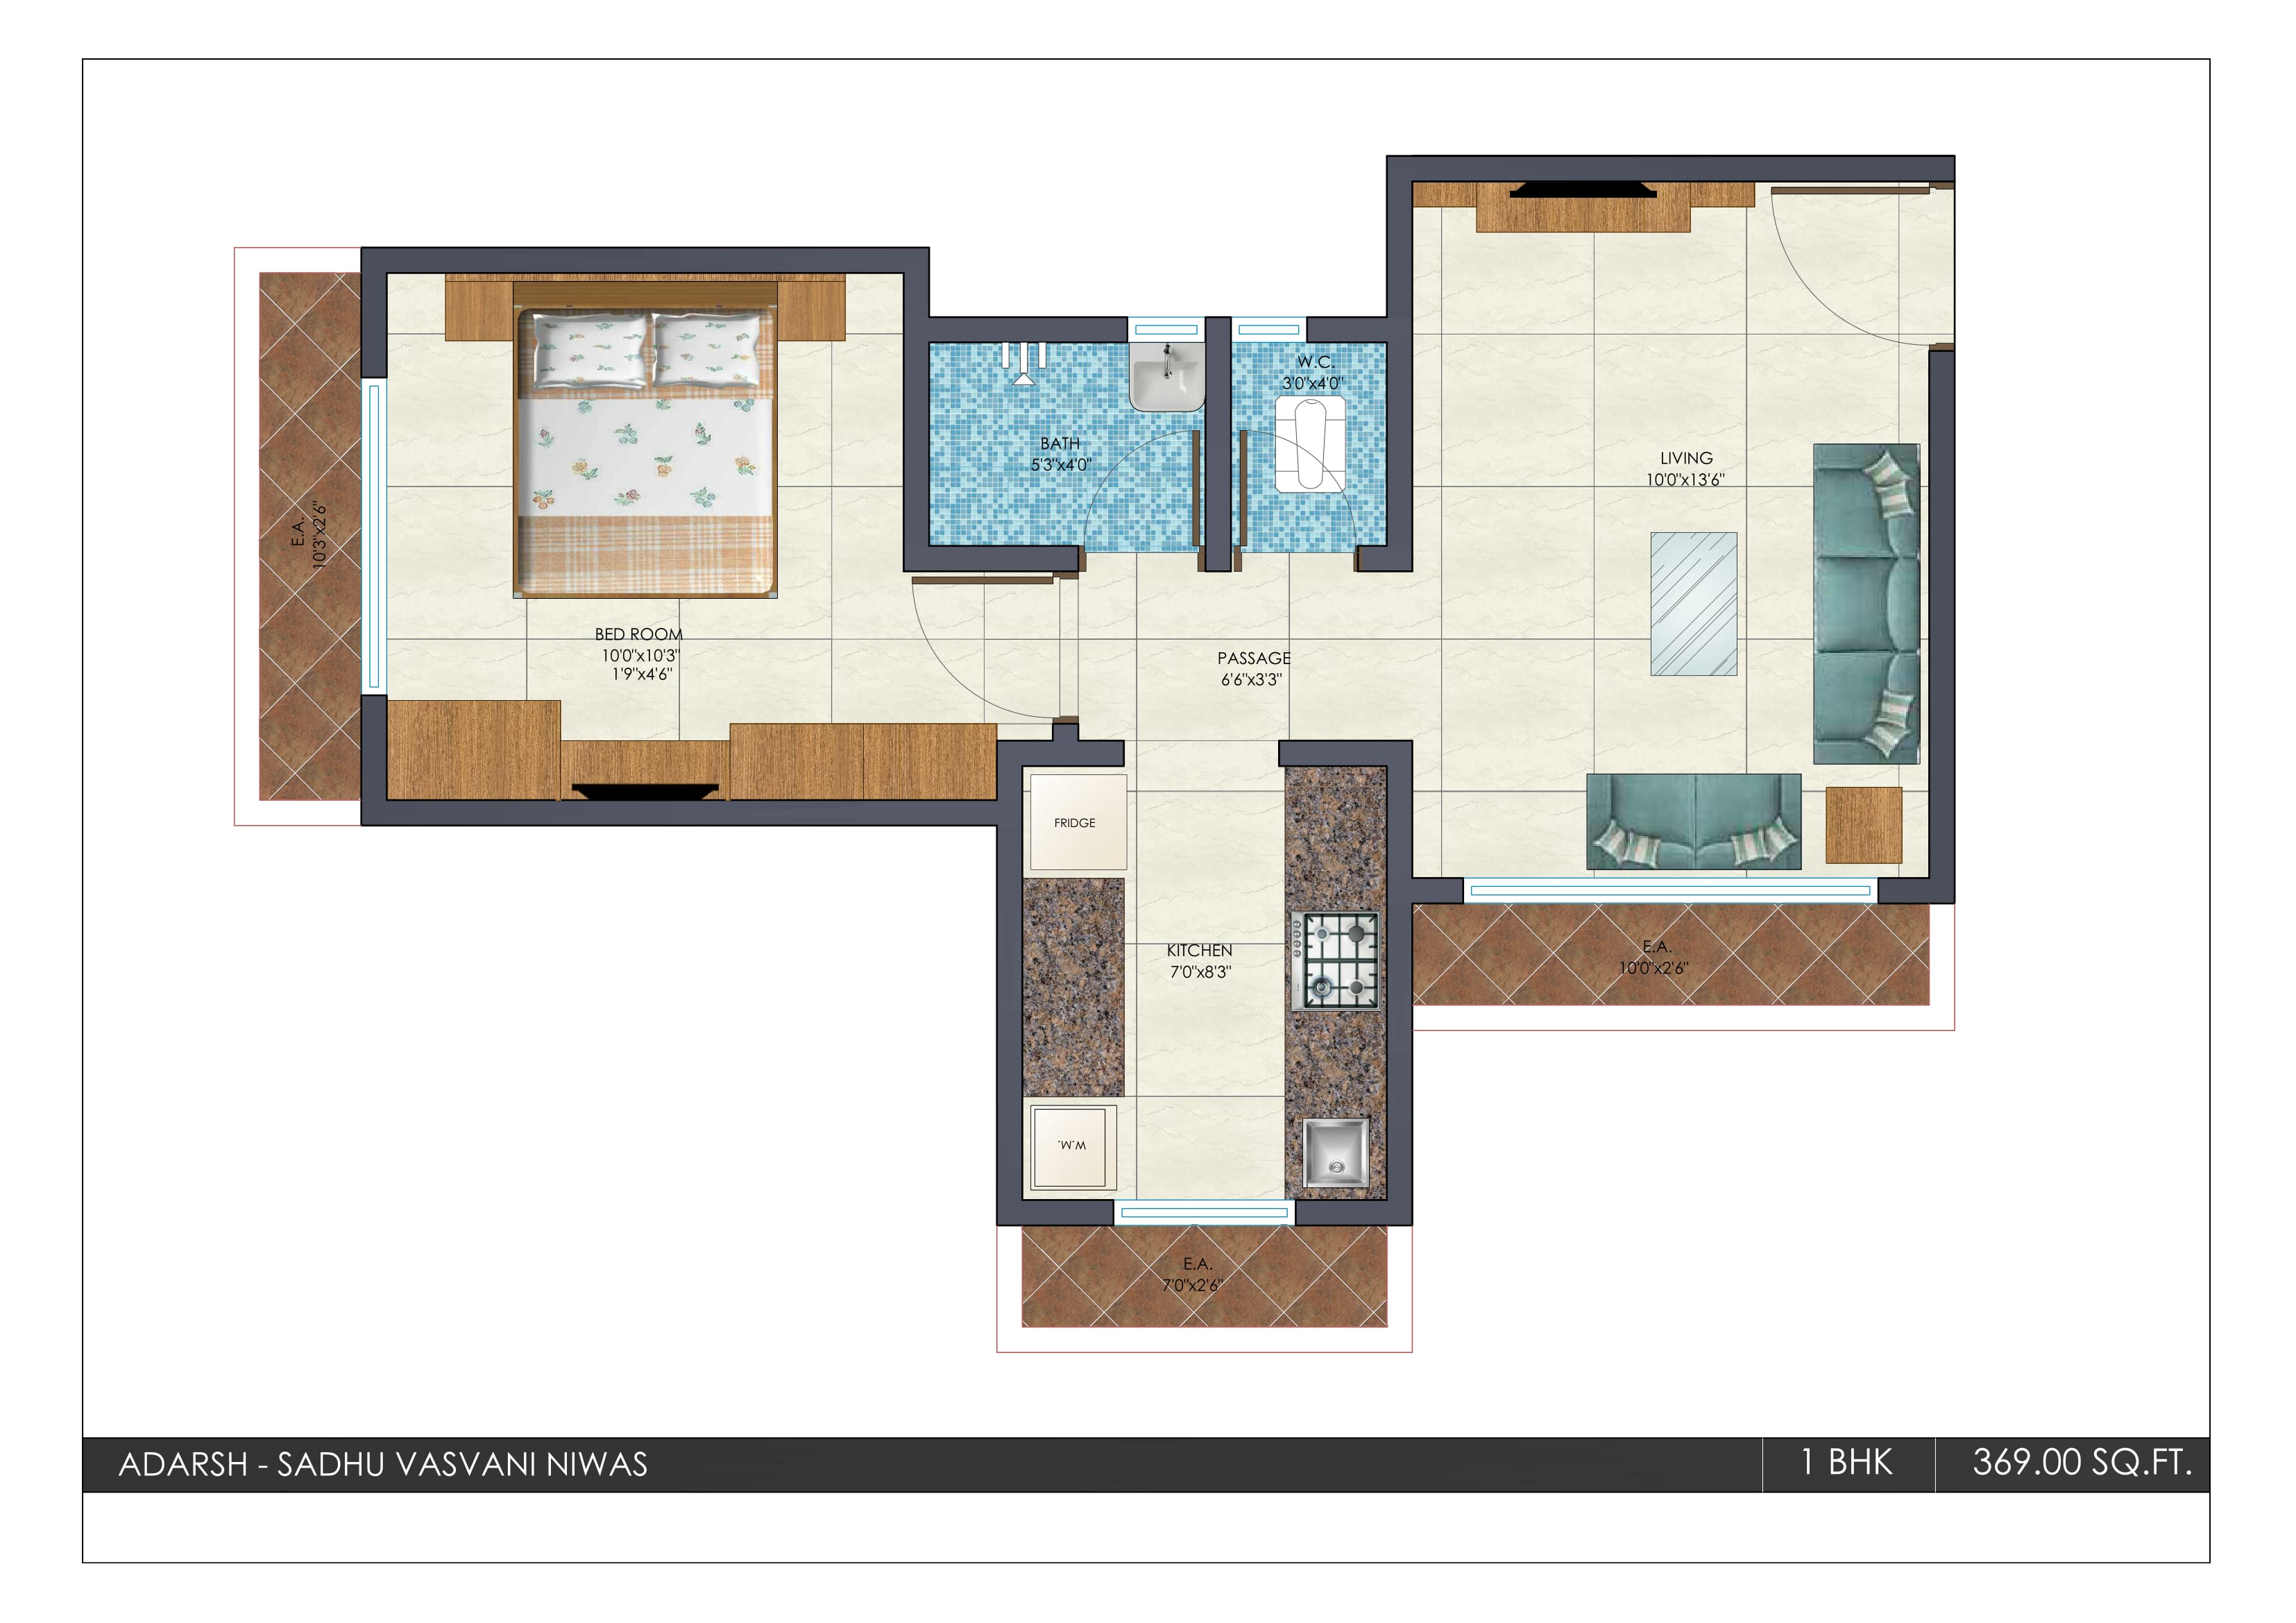 W.C.
3'0"x4'0"
BATH
5'3"x4'0"
LIVING
10'0"x13'6"
E.A.
10'3"x2'6"
BED ROOM
10'0"x10'3"
1'9"x4'6"
PASSAGE
6'6"x3'3"
FRIDGE
KITCHEN
7'0"x8'3"
E.A.
10'0"x2'6"
W.M.
E.A.
7'0"x2'6"
ADARSH - SADHU VASVANI NIWAS
1 BHK
369.00 SQ.FT.